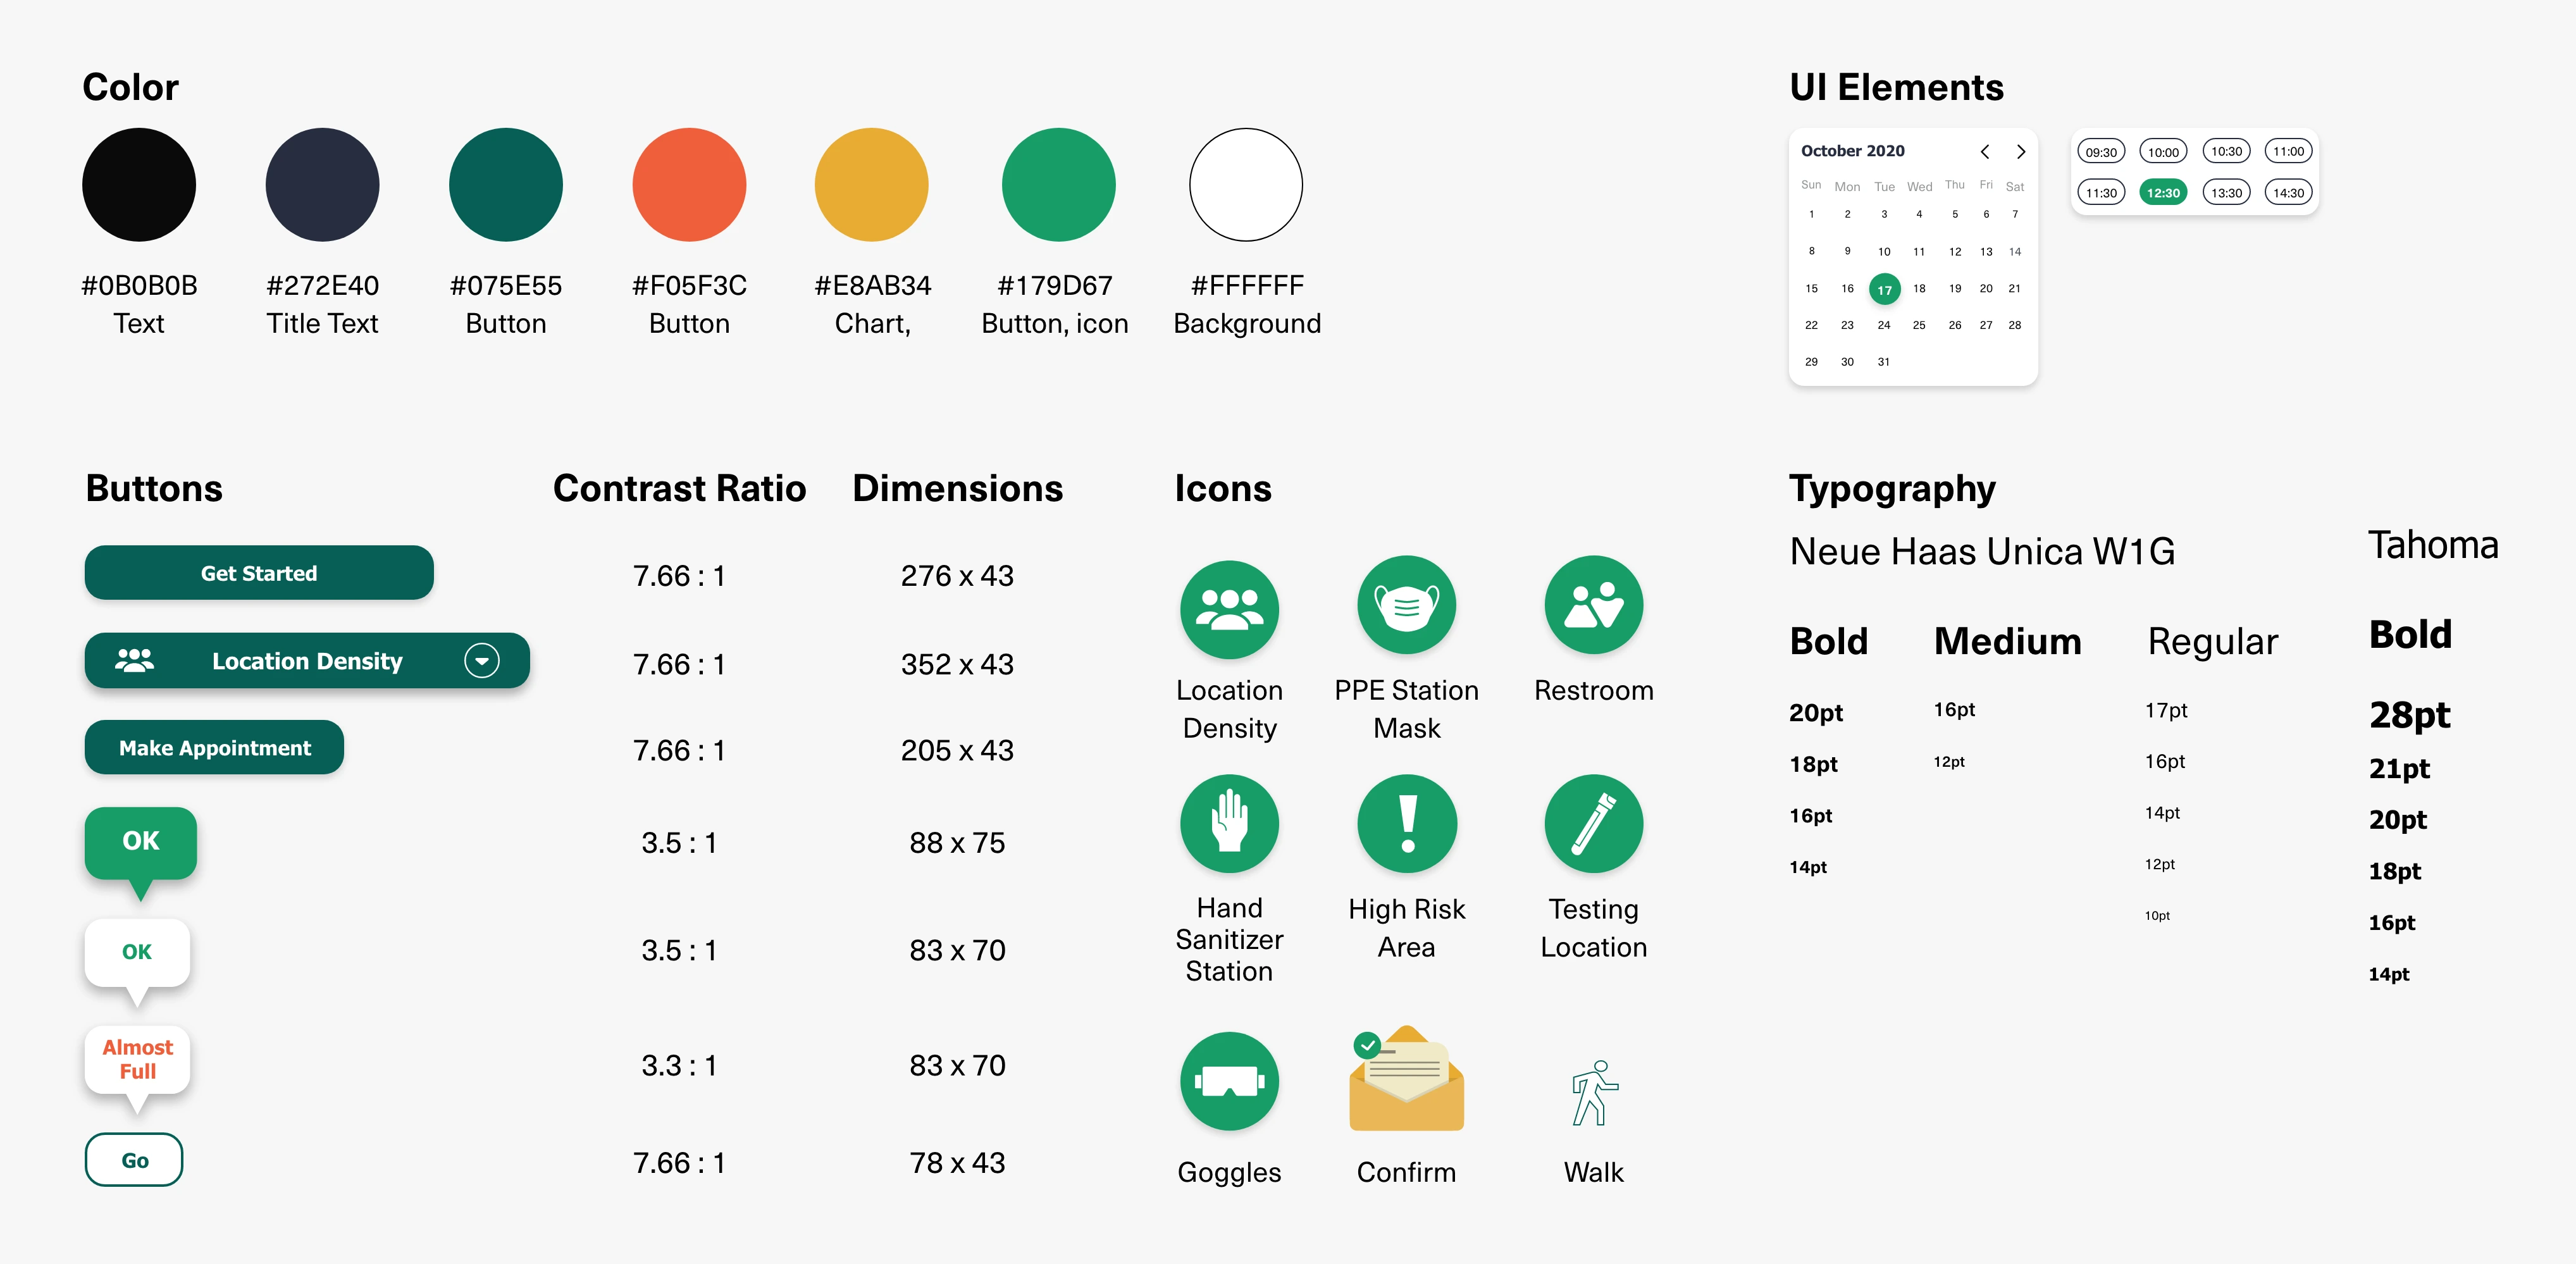 Color
#0B0B0B
Text
#272E40
Title Text
#075E55
Button
#F05F3C
Button
#E8AB34
Chart,
#179D67
Button, icon
#FFFFFF
Background
UI Elements
October 2020
Sun Mon Tue Wed Thu Fri Sat
1 2 3 4 5 6 7
8 9 10 11 12 13 14
15 16 17 18 19 20 21
22 23 24 25 26 27 28
29 30 31
09:30 10:00 10:30 11:00
11:30 12:30 13:30 14:30
Buttons Contrast Ratio Dimensions
Get Started 7.66 : 1 276 x 43
Location Density 7.66 : 1 352 x 43
Make Appointment 7.66 : 1 205 x 43
OK 3.5 : 1 88 x 75
OK 3.5 : 1 83 x 70
Almost
Full 3.3 : 1 83 x 70
Go 7.66 : 1 78 x 43
Icons
Location
Density
PPE Station
Mask
Restroom
Hand
Sanitizer
Station
High Risk
Area
Testing
Location
Goggles
Confirm
Walk
Typography
Neue Haas Unica W1G
Bold
20pt
18pt
16pt
14pt
Medium
16pt
12pt
Regular
17pt
16pt
14pt
12pt
10pt
Tahoma
Bold
28pt
21pt
20pt
18pt
16pt
14pt